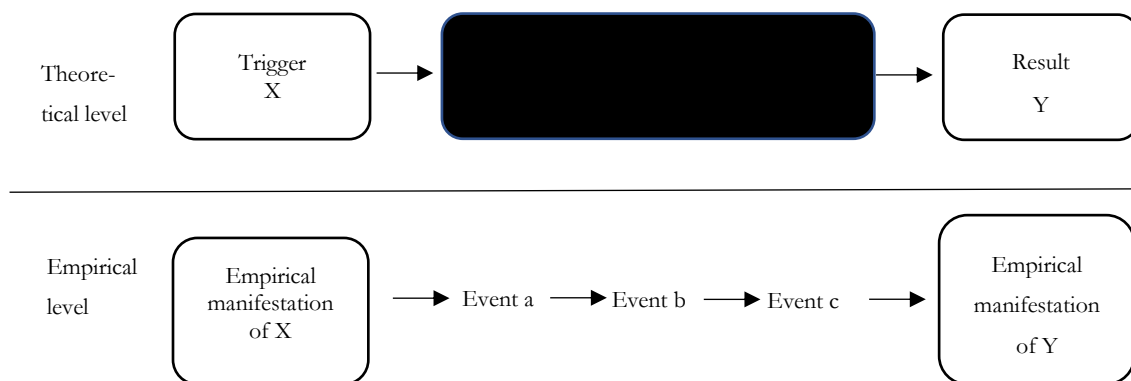 Theore-
tical level
Trigger
X
Result
Y
Empirical
level
Empirical
manifestation
of X
Event a
Event b
Event c
Empirical
manifestation
of Y